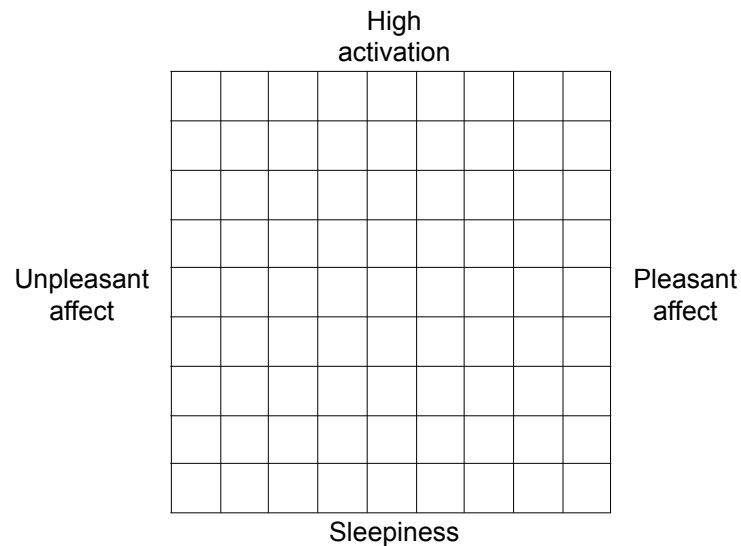 High
activation
Unpleasant
affect
Pleasant
affect
Sleepiness